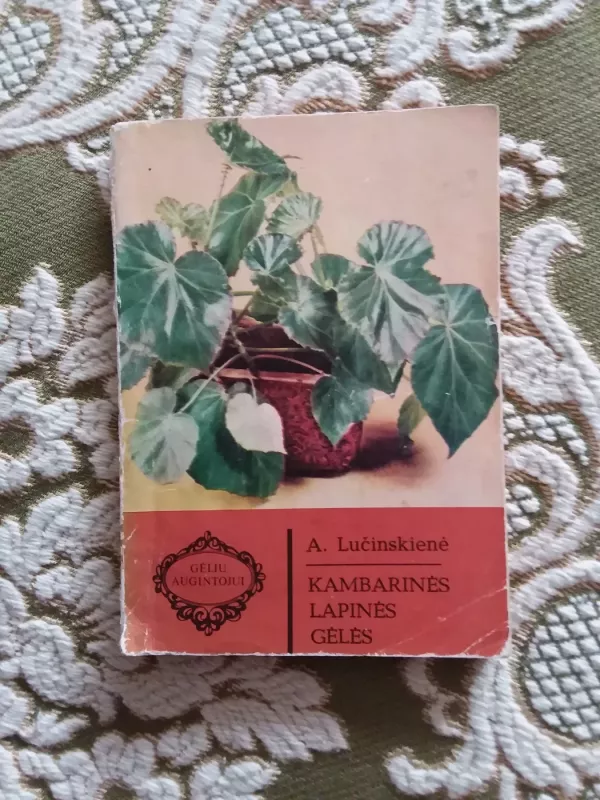 GĖLIŲ
AUGINTOJUI
A. Lučinskienė
KAMBARINĖS
LAPINĖS
GĖLĖS